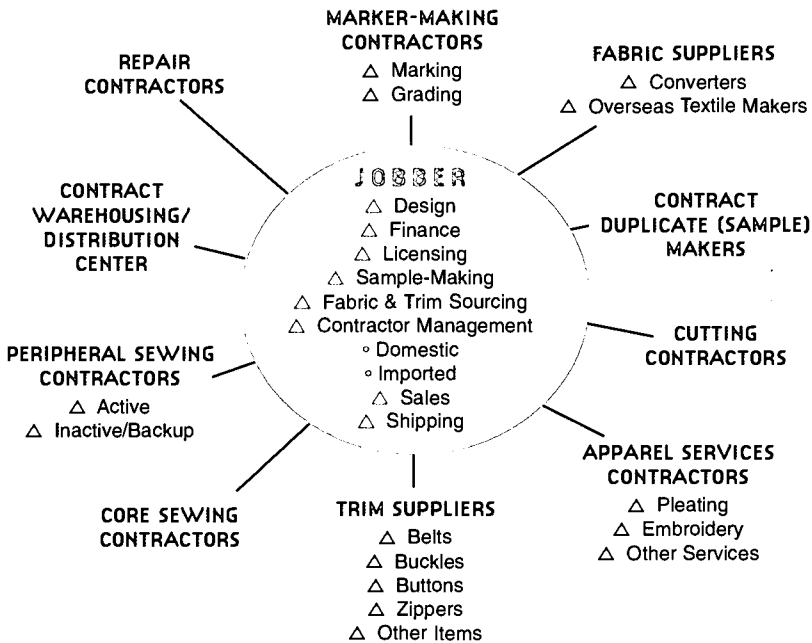 MARKER-MAKING
CONTRACTORS
△ Marking
△ Grading
FABRIC SUPPLIERS
△ Converters
△ Overseas Textile Makers
REPAIR
CONTRACTORS
JOBBER
△ Design
△ Finance
△ Licensing
△ Sample-Making
△ Fabric & Trim Sourcing
△ Contractor Management
∘ Domestic
∘ Imported
△ Sales
△ Shipping
CONTRACT
WAREHOUSING/
DISTRIBUTION
CENTER
CONTRACT
DUPLICATE (SAMPLE)
MAKERS
PERIPHERAL SEWING
CONTRACTORS
△ Active
△ Inactive/Backup
CUTTING
CONTRACTORS
CORE SEWING
CONTRACTORS
TRIM SUPPLIERS
△ Belts
△ Buckles
△ Buttons
△ Zippers
△ Other Items
APPAREL SERVICES
CONTRACTORS
△ Pleating
△ Embroidery
△ Other Services